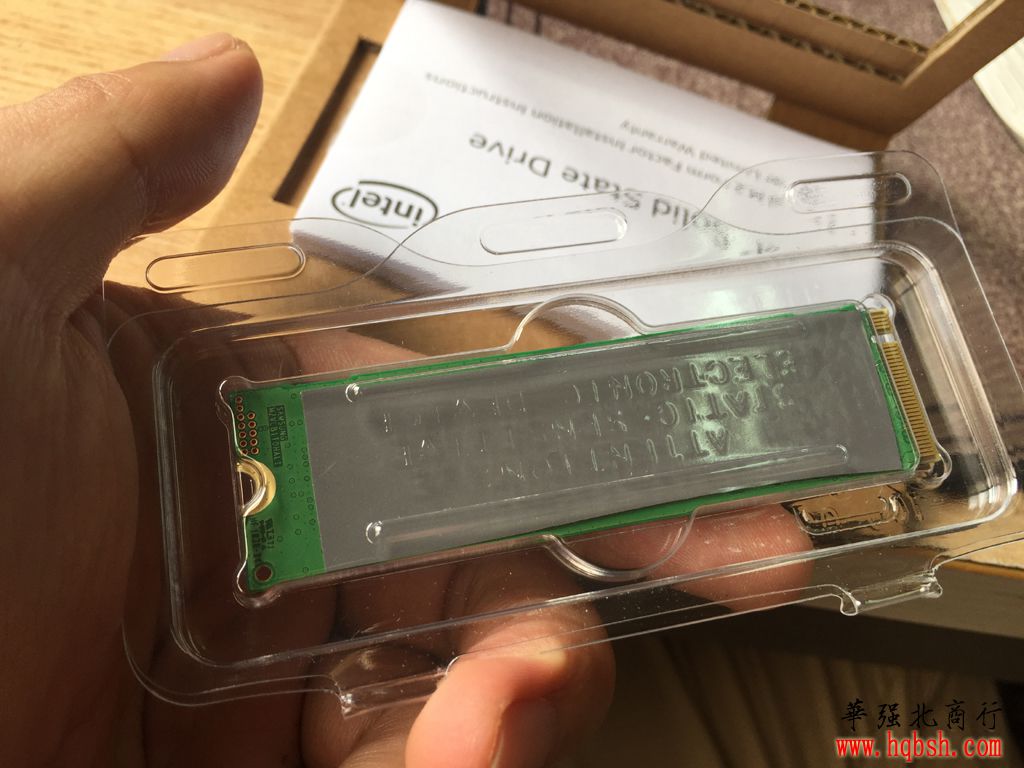 intel
Solid State Drive
Form Factor Installation Instructions
Limited Warranty
ATTENTION
STATIC SENSITIVE
ELECTRONIC DEVICE
SAMSUNG
華强北商行
www.hqbsh.com